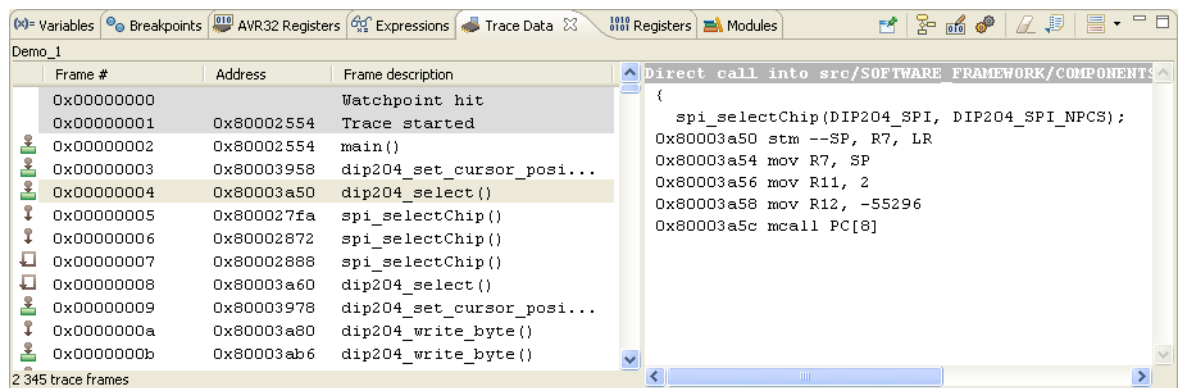 (x)= Variables Breakpoints AVR32 Registers Expressions Trace Data Registers Modules
Demo_1
Frame # Address Frame description
0x00000000 Watchpoint hit
0x00000001 0x80002554 Trace started
0x00000002 0x80002554 main()
0x00000003 0x80003958 dip204_set_cursor_posi...
0x00000004 0x80003a50 dip204_select()
0x00000005 0x800027fa spi_selectChip()
0x00000006 0x80002872 spi_selectChip()
0x00000007 0x80002888 spi_selectChip()
0x00000008 0x80003a60 dip204_select()
0x00000009 0x80003978 dip204_set_cursor_posi...
0x0000000a 0x80003a80 dip204_write_byte()
0x0000000b 0x80003ab6 dip204_write_byte()
2 345 trace frames
Direct call into src/SOFTWARE_FRAMEWORK/COMPONENTS
{
spi_selectChip(DIP204_SPI, DIP204_SPI_NPCS);
0x80003a50 stm --SP, R7, LR
0x80003a54 mov R7, SP
0x80003a56 mov R11, 2
0x80003a58 mov R12, -55296
0x80003a5c mcall PC[8]